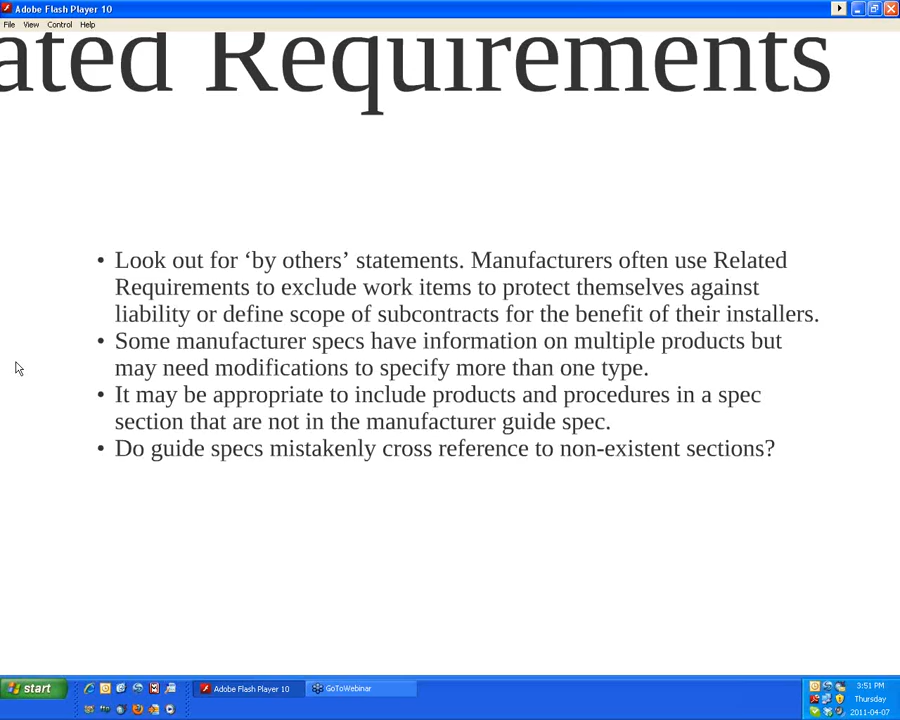 Adobe Flash Player 10
File View Control Help
ated Requirements
• Look out for ‘by others’ statements. Manufacturers often use Related
Requirements to exclude work items to protect themselves against
liability or define scope of subcontracts for the benefit of their installers.
• Some manufacturer specs have information on multiple products but
may need modifications to specify more than one type.
• It may be appropriate to include products and procedures in a spec
section that are not in the manufacturer guide spec.
• Do guide specs mistakenly cross reference to non-existent sections?
start Adobe Flash Player 10 GoToWebinar 3:51 PM
Thursday
2011-04-07